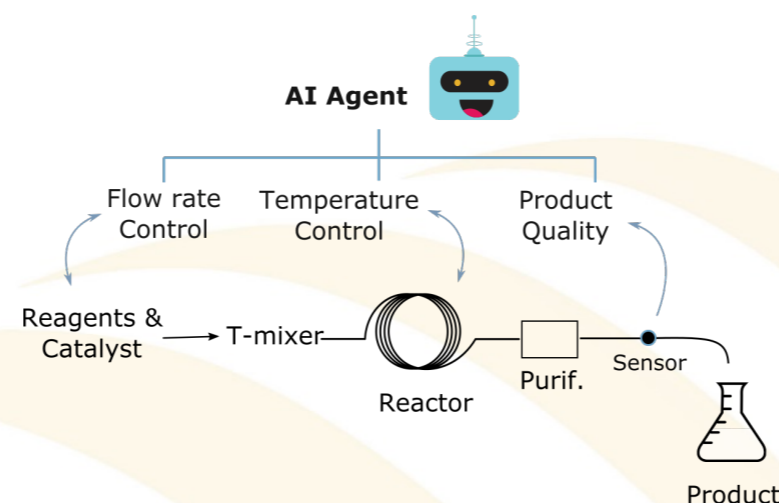 AI Agent
Flow rate
Control
Temperature
Control
Product
Quality
Reagents &
Catalyst
T-mixer
Reactor
Purif.
Sensor
Product